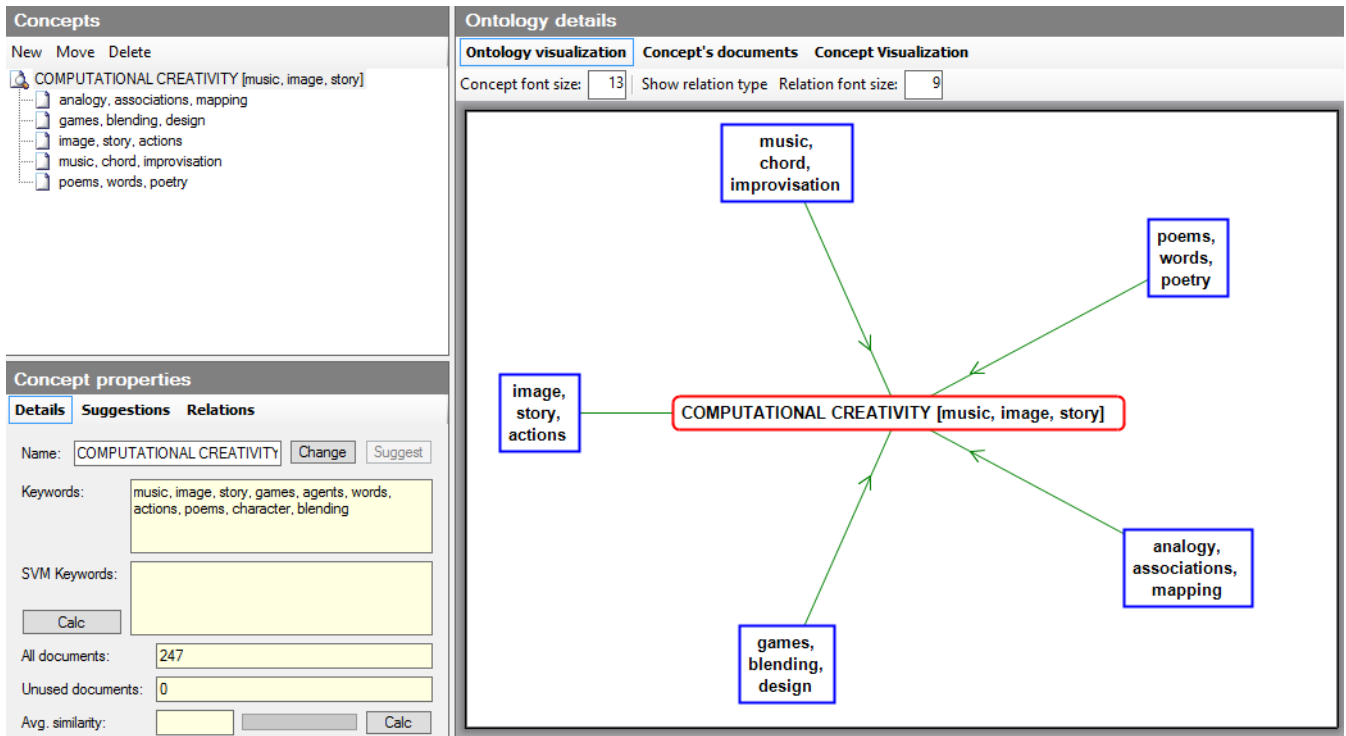 Concepts
New Move Delete
COMPUTATIONAL CREATIVITY [music, image, story]
analogy, associations, mapping
games, blending, design
image, story, actions
music, chord, improvisation
poems, words, poetry
Concept properties
Details Suggestions Relations
Name: COMPUTATIONAL CREATIVITY Change Suggest
Keywords: music, image, story, games, agents, words,
actions, poems, character, blending
SVM Keywords:
Calc
All documents: 247
Unused documents: 0
Avg. similarity: Calc
Ontology details
Ontology visualization Concept's documents Concept Visualization
Concept font size: 13 Show relation type Relation font size: 9
music,
chord,
improvisation
poems,
words,
poetry
image,
story,
actions
COMPUTATIONAL CREATIVITY [music, image, story]
analogy,
associations,
mapping
games,
blending,
design